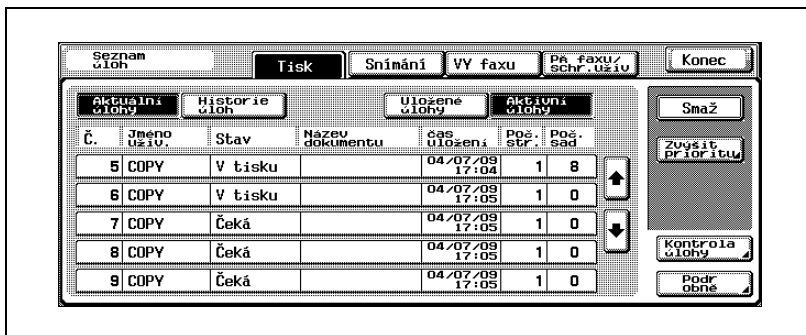 Seznam
úloh
Tisk
Snímání
VY faxu
PŘ faxu/
schr.uživ
Konec
Aktuální
úlohy
Historie
úloh
Uložené
úlohy
Aktivní
úlohy
Smaž
Č.
Jméno
uživ.
Stav
Název
dokumentu
čas
uložení
Poč.
str.
Poč.
sad
Zvýšit
prioritu
5 COPY V tisku 04/07/09 17:04 1 8
6 COPY V tisku 04/07/09 17:05 1 0
7 COPY Čeká 04/07/09 17:05 1 0
8 COPY Čeká 04/07/09 17:05 1 0
9 COPY Čeká 04/07/09 17:05 1 0
Kontrola
úlohy
Podr
obné